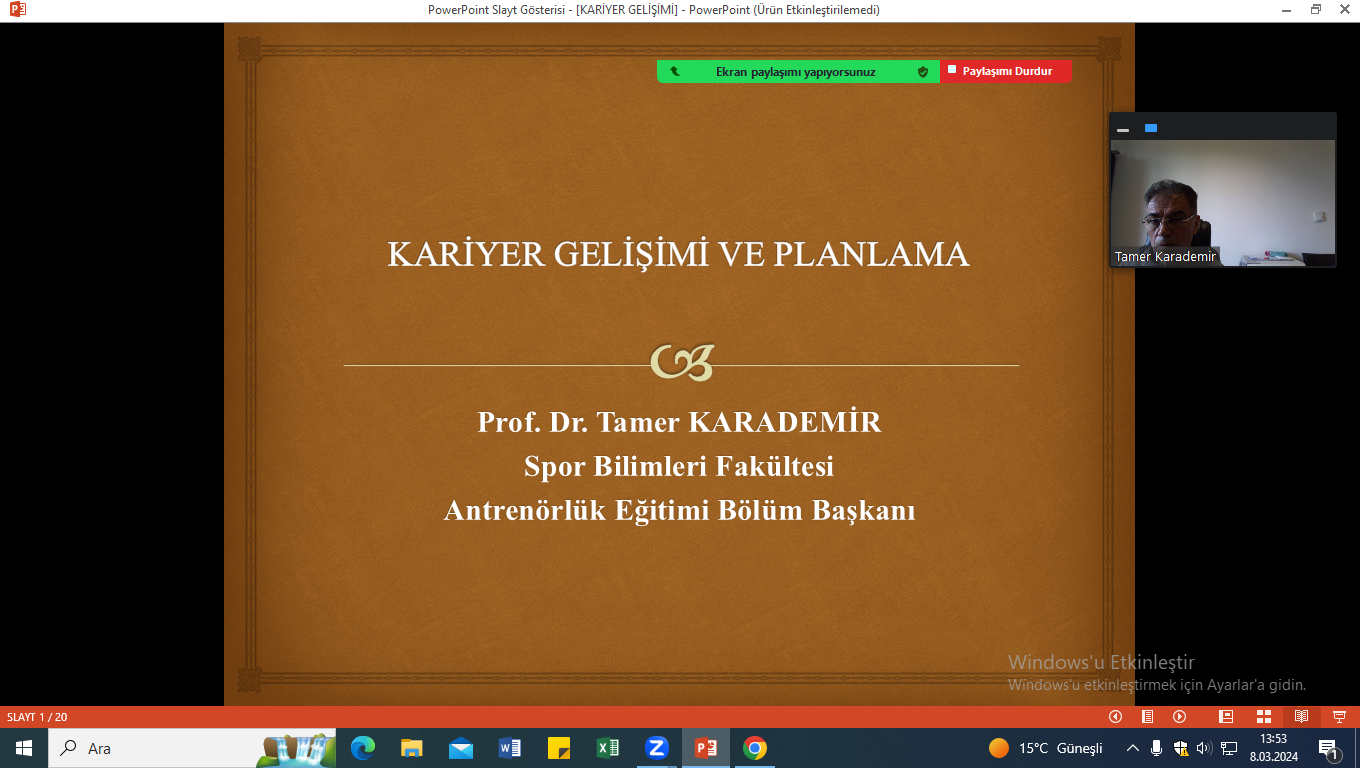 PowerPoint Slayt Gösterisi - [KARİYER GELİŞİMİ] - PowerPoint (Ürün Etkinleştirilemedi)
Ekran paylaşımı yapıyorsunuz
Paylaşımı Durdur
Tamer Karademir
KARİYER GELİŞİMİ VE PLANLAMA
Prof. Dr. Tamer KARADEMİR
Spor Bilimleri Fakültesi
Antrenörlük Eğitimi Bölüm Başkanı
Windows'u Etkinleştir
Windows'u etkinleştirmek için Ayarlar'a gidin.
SLAYT 1 / 20
Ara
15°C Güneşli
13:53
8.03.2024
1